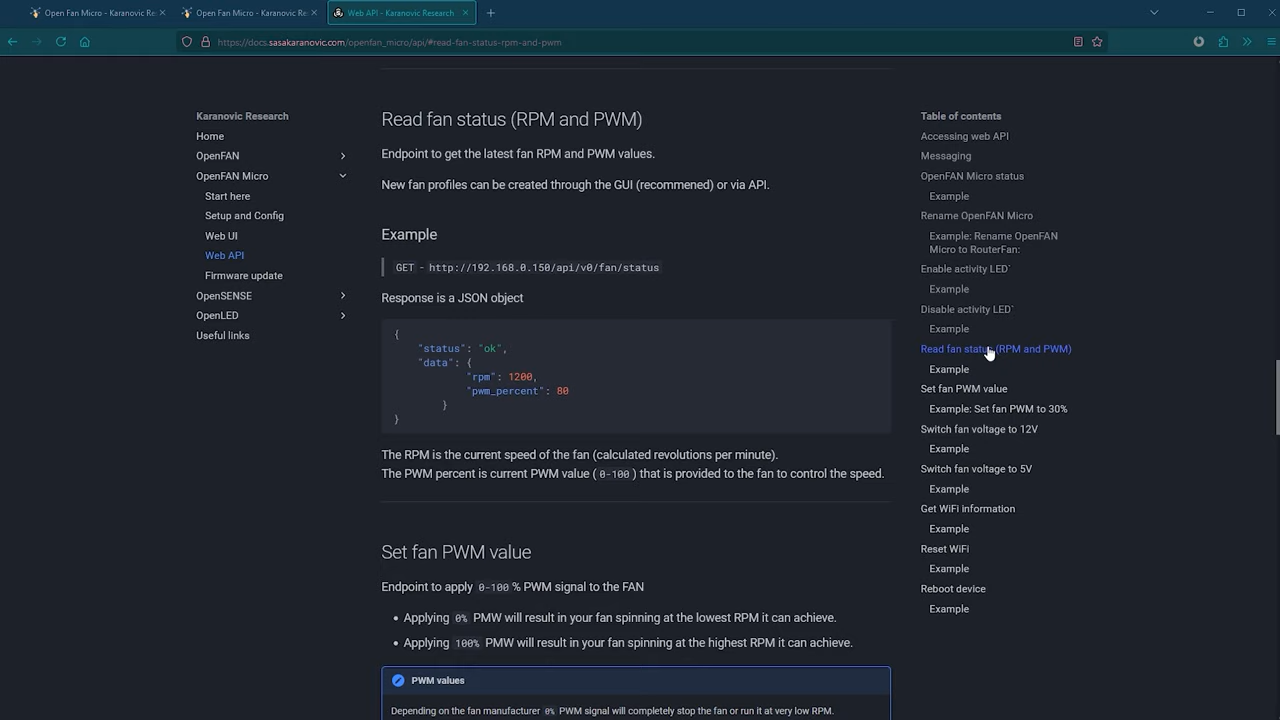 Open Fan Micro - Karanovic Res
Open Fan Micro - Karanovic Re
Web API - Karanovic Research
https://docs.sasakaranovic.com/openfan_micro/api/#read-fan-status-rpm-and-pwm
Karanovic Research
Home
OpenFAN
OpenFAN Micro
Start here
Setup and Config
Web UI
Web API
Firmware update
OpenSENSE
OpenLED
Useful links
Read fan status (RPM and PWM)
Endpoint to get the latest fan RPM and PWM values.
New fan profiles can be created through the GUI (recommened) or via API.
Example
GET - http://192.168.0.150/api/v0/fan/status
Response is a JSON object
{
"status": "ok",
"data": {
"rpm": 1200,
"pwm_percent": 80
}
}
The RPM is the current speed of the fan (calculated revolutions per minute).
The PWM percent is current PWM value ( 0-100 ) that is provided to the fan to control the speed.
Set fan PWM value
Endpoint to apply 0-100 % PWM signal to the FAN
• Applying 0% PMW will result in your fan spinning at the lowest RPM it can achieve.
• Applying 100% PMW will result in your fan spinning at the highest RPM it can achieve.
PWM values
Depending on the fan manufacturer 0% PWM signal will completely stop the fan or run it at very low RPM.
Table of contents
Accessing web API
Messaging
OpenFAN Micro status
Example
Rename OpenFAN Micro
Example: Rename OpenFAN
Micro to RouterFan:
Enable activity LED`
Example
Disable activity LED`
Example
Read fan status (RPM and PWM)
Example
Set fan PWM value
Example: Set fan PWM to 30%
Switch fan voltage to 12V
Example
Switch fan voltage to 5V
Example
Get WiFi information
Example
Reset WiFi
Example
Reboot device
Example